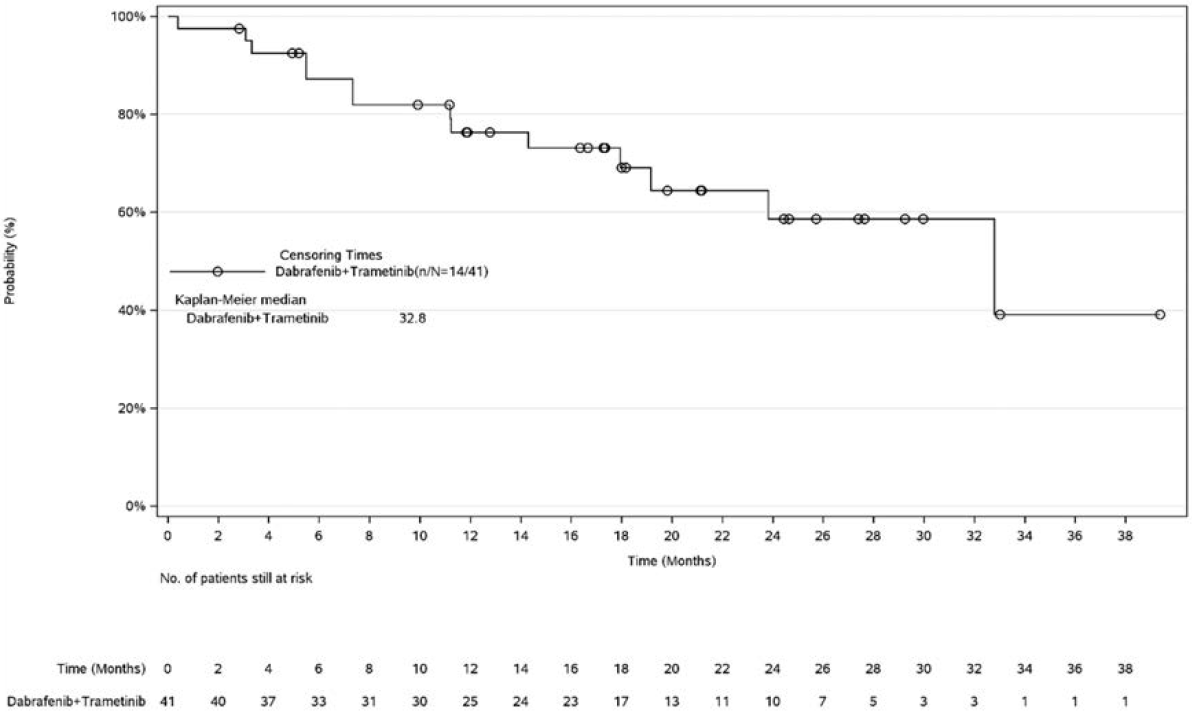 100%
80%
60%
40%
20%
0%
Probability (%)
Censoring Times
Dabrafenib+Trametinib(n/N=14/41)
Kaplan-Meier median
Dabrafenib+Trametinib 32.8
0 2 4 6 8 10 12 14 16 18 20 22 24 26 28 30 32 34 36 38
Time (Months)
No. of patients still at risk
Time (Months) 0 2 4 6 8 10 12 14 16 18 20 22 24 26 28 30 32 34 36 38
Dabrafenib+Trametinib 41 40 37 33 31 30 25 24 23 17 13 11 10 7 5 3 3 1 1 1